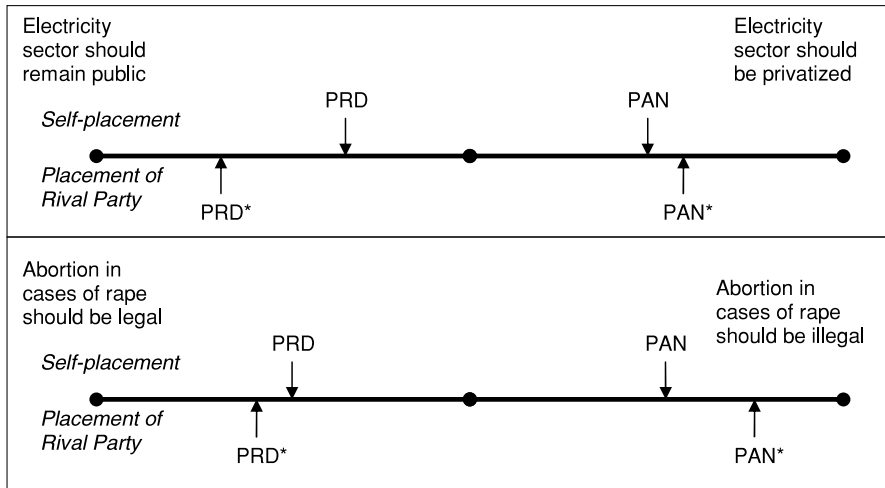 Electricity
sector should
remain public
Electricity
sector should
be privatized
PRD
PAN
Self-placement
Placement of
Rival Party
PRD*
PAN*
Abortion in
cases of rape
should be legal
Abortion in
cases of rape
should be illegal
PRD
PAN
Self-placement
Placement of
Rival Party
PRD*
PAN*